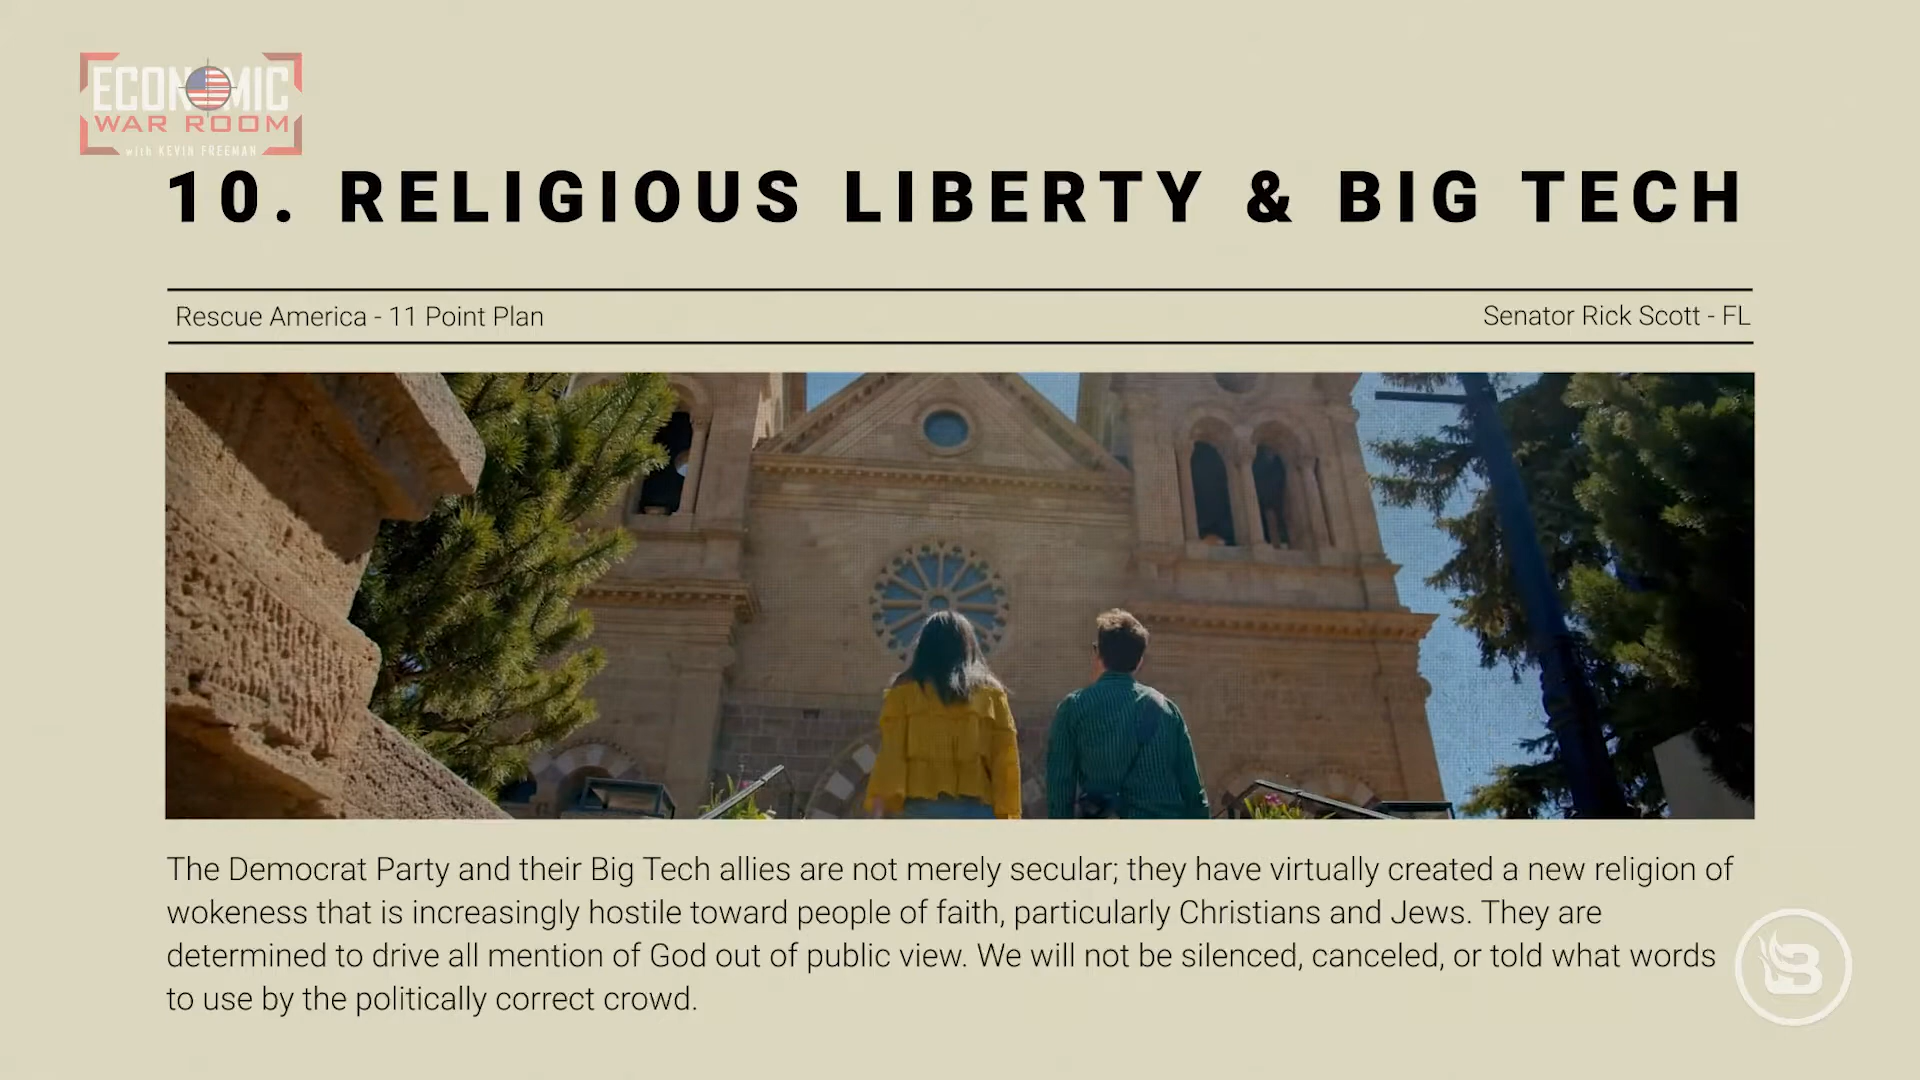 ECONOMIC
WAR ROOM
with KEVIN FREEMAN
10. RELIGIOUS LIBERTY & BIG TECH
Rescue America - 11 Point Plan
Senator Rick Scott - FL
The Democrat Party and their Big Tech allies are not merely secular; they have virtually created a new religion of
wokeness that is increasingly hostile toward people of faith, particularly Christians and Jews. They are
determined to drive all mention of God out of public view. We will not be silenced, canceled, or told what words
to use by the politically correct crowd.
B